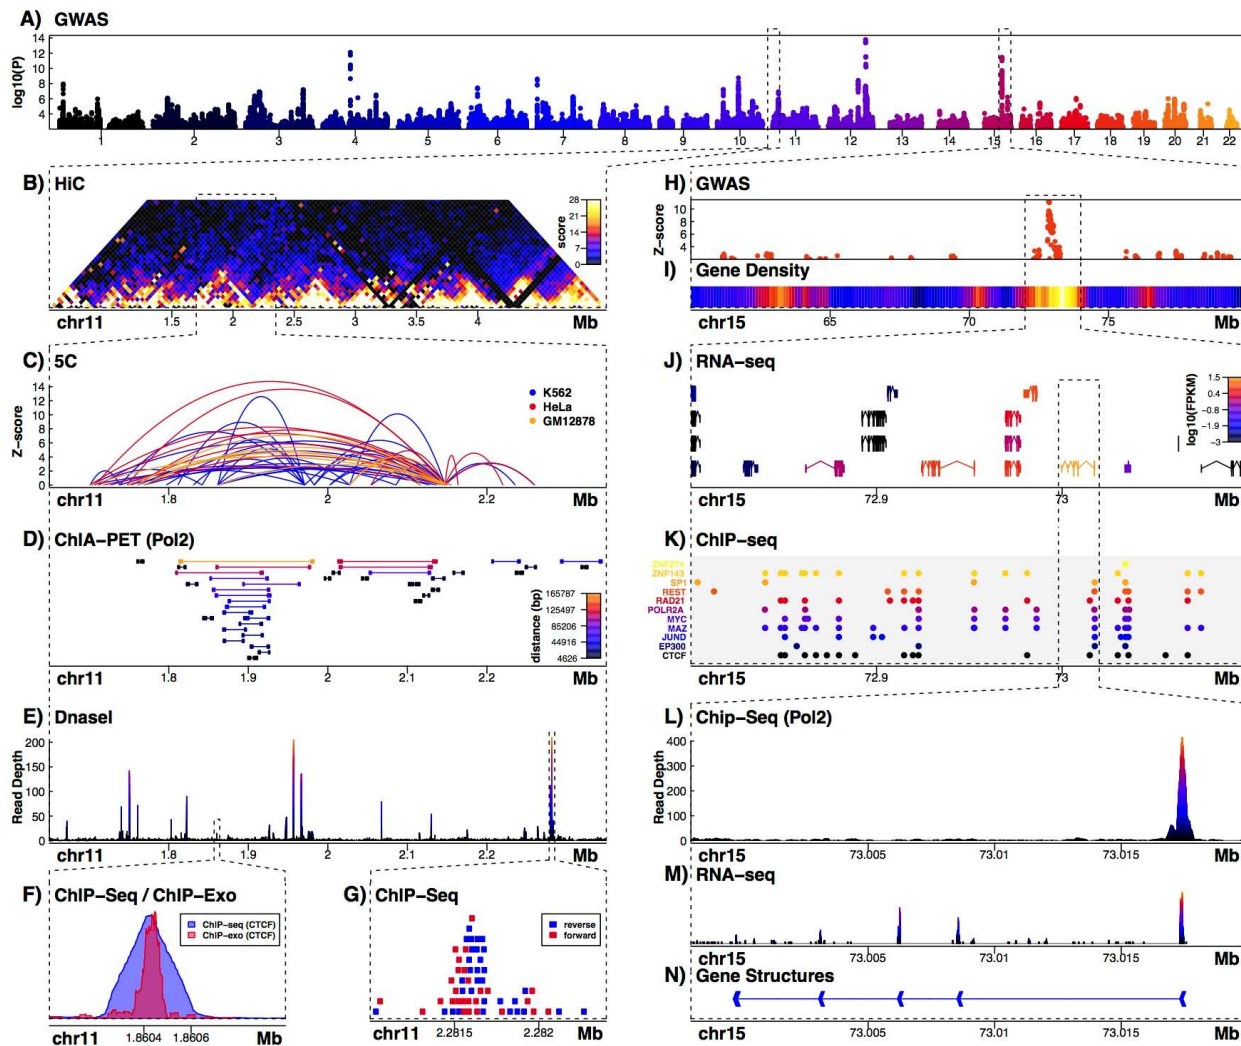 A) GWAS
log10(P)
14
12
10
8
6
4
1 2 3 4 5 6 7 8 9 10 11 12 13 14 15 16 17 18 19 20 21 22
B) HiC
score
28
21
14
7
0
chr11 1.5 2 2.5 3 3.5 4 Mb
C) 5C
Z-score
14
12
10
8
6
4
2
0
K562
HeLa
GM12878
chr11 1.8 2 2.1 2.2 Mb
D) ChIA-PET (Pol2)
distance (bp)
165787
125497
85206
44916
4626
chr11 1.8 1.9 2 2.1 2.2 Mb
E) DnaseI
Read Depth
200
150
100
50
0
chr11 1.8 1.9 2 2.1 2.2 Mb
F) ChIP-Seq / ChIP-Exo
ChIP-seq (CTCF)
ChIP-exo (CTCF)
chr11 1.8604 1.8606 Mb
G) ChIP-Seq
reverse
forward
chr11 2.2815 2.282 Mb
H) GWAS
Z-score
10
8
6
4
2
I) Gene Density
chr15 65 70 75 Mb
J) RNA-seq
log10(FPKM)
1.5
0.4
-0.8
-1.9
-3
chr15 72.9 73 Mb
K) ChIP-seq
ZNF274
ZNF143
SP1
REST
RAD21
POLR2A
MYC
MAZ
JUND
EP300
CTCF
chr15 72.9 73 Mb
L) Chip-Seq (Pol2)
Read Depth
400
300
200
100
0
chr15 73.005 73.01 73.015 Mb
M) RNA-seq
chr15 73.005 73.01 73.015 Mb
N) Gene Structures
chr15 73.005 73.01 73.015 Mb